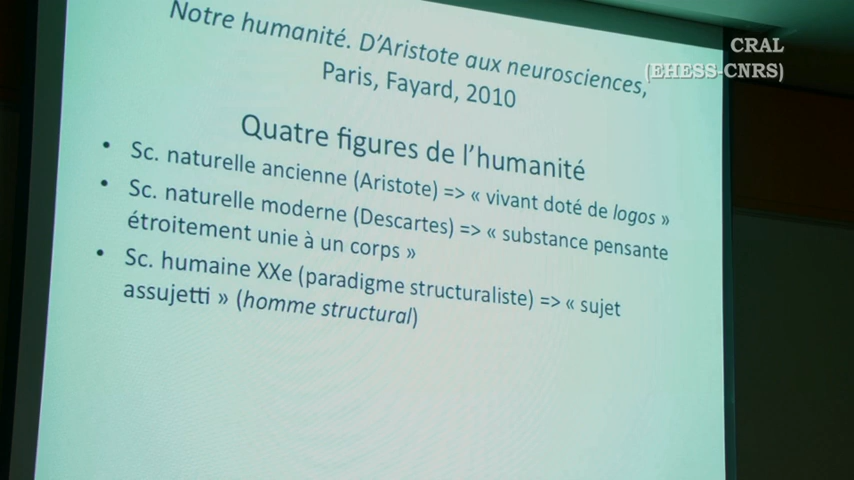 Notre humanité. D'Aristote aux neurosciences,
Paris, Fayard, 2010
Quatre figures de l'humanité
• Sc. naturelle ancienne (Aristote) => « vivant doté de logos »
• Sc. naturelle moderne (Descartes) => « substance pensante
étroitement unie à un corps »
• Sc. humaine XXe (paradigme structuraliste) => « sujet
assujetti » (homme structural)
CRAL
(EHESS-CNRS)